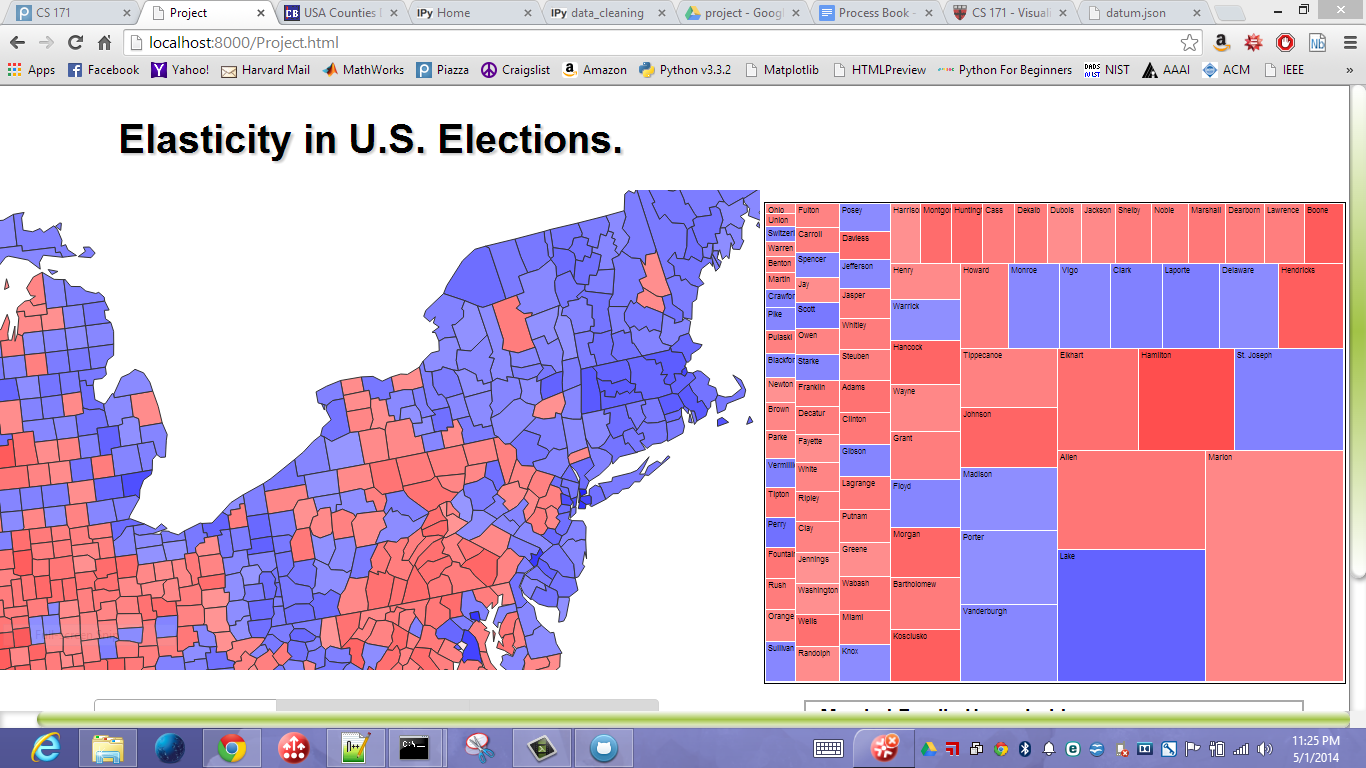 CS 171
Project
USA Counties
IPy Home
IPy data_cleaning
project - Goog
Process Book -
CS 171 - Visuali
datum.json
localhost:8000/Project.html
Apps Facebook Yahoo! Harvard Mail MathWorks Piazza Craigslist Amazon Python v3.3.2 Matplotlib HTMLPreview Python For Beginners NIST AAAI ACM IEEE »
Elasticity in U.S. Elections.
Ohio
Union
Switzerl
Warren
Benton
Martin
Crawfor
Pike
Pulaski
Blackfor
Newton
Brown
Parke
Vermilli
Tipton
Perry
Fountain
Rush
Orange
Sullivan
Fulton
Carroll
Spencer
Jay
Scott
Owen
Starke
Franklin
Decatur
Fayette
White
Ripley
Clay
Jennings
Washington
Wells
Randolph
Posey
Daviess
Jefferson
Jasper
Whitley
Steuben
Adams
Clinton
Gibson
Lagrange
Putnam
Greene
Wabash
Miami
Knox
Harriso
Montgo
Hunting
Cass
Dekalb
Dubois
Jackson
Shelby
Noble
Marshall
Dearborn
Lawrence
Boone
Henry
Warrick
Hancock
Wayne
Grant
Floyd
Morgan
Bartholomew
Kosciusko
Howard
Monroe
Vigo
Clark
Laporte
Delaware
Hendricks
Tippecanoe
Johnson
Madison
Porter
Vanderburgh
Elkhart
Hamilton
St. Joseph
Allen
Lake
Marion
11:25 PM
5/1/2014